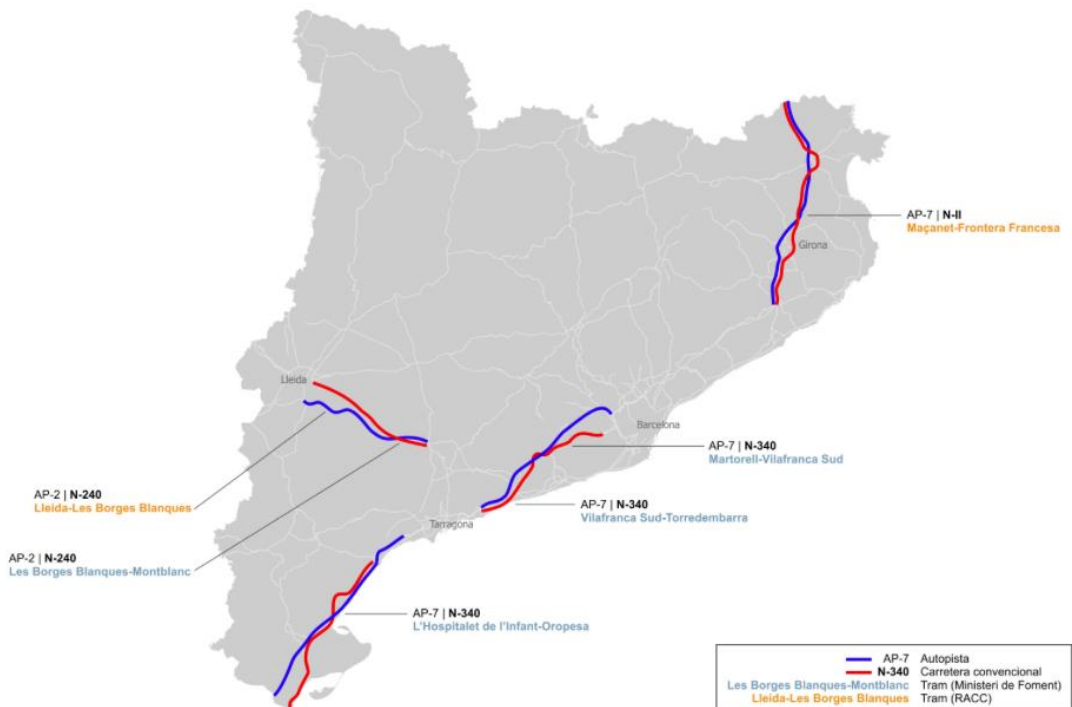 AP-7 | N-II
Maçanet-Frontera Francesa
Girona
Lleida
Barcelona
AP-7 | N-340
Martorell-Vilafranca Sud
AP-2 | N-240
Lleida-Les Borges Blanques
AP-7 | N-340
Vilafranca Sud-Torredembarra
Tarragona
AP-2 | N-240
Les Borges Blanques-Montblanc
AP-7 | N-340
L'Hospitalet de l'Infant-Oropesa
AP-7 Autopista
N-340 Carretera convencional
Les Borges Blanques-Montblanc Tram (Ministeri de Foment)
Lleida-Les Borges Blanques Tram (RACC)